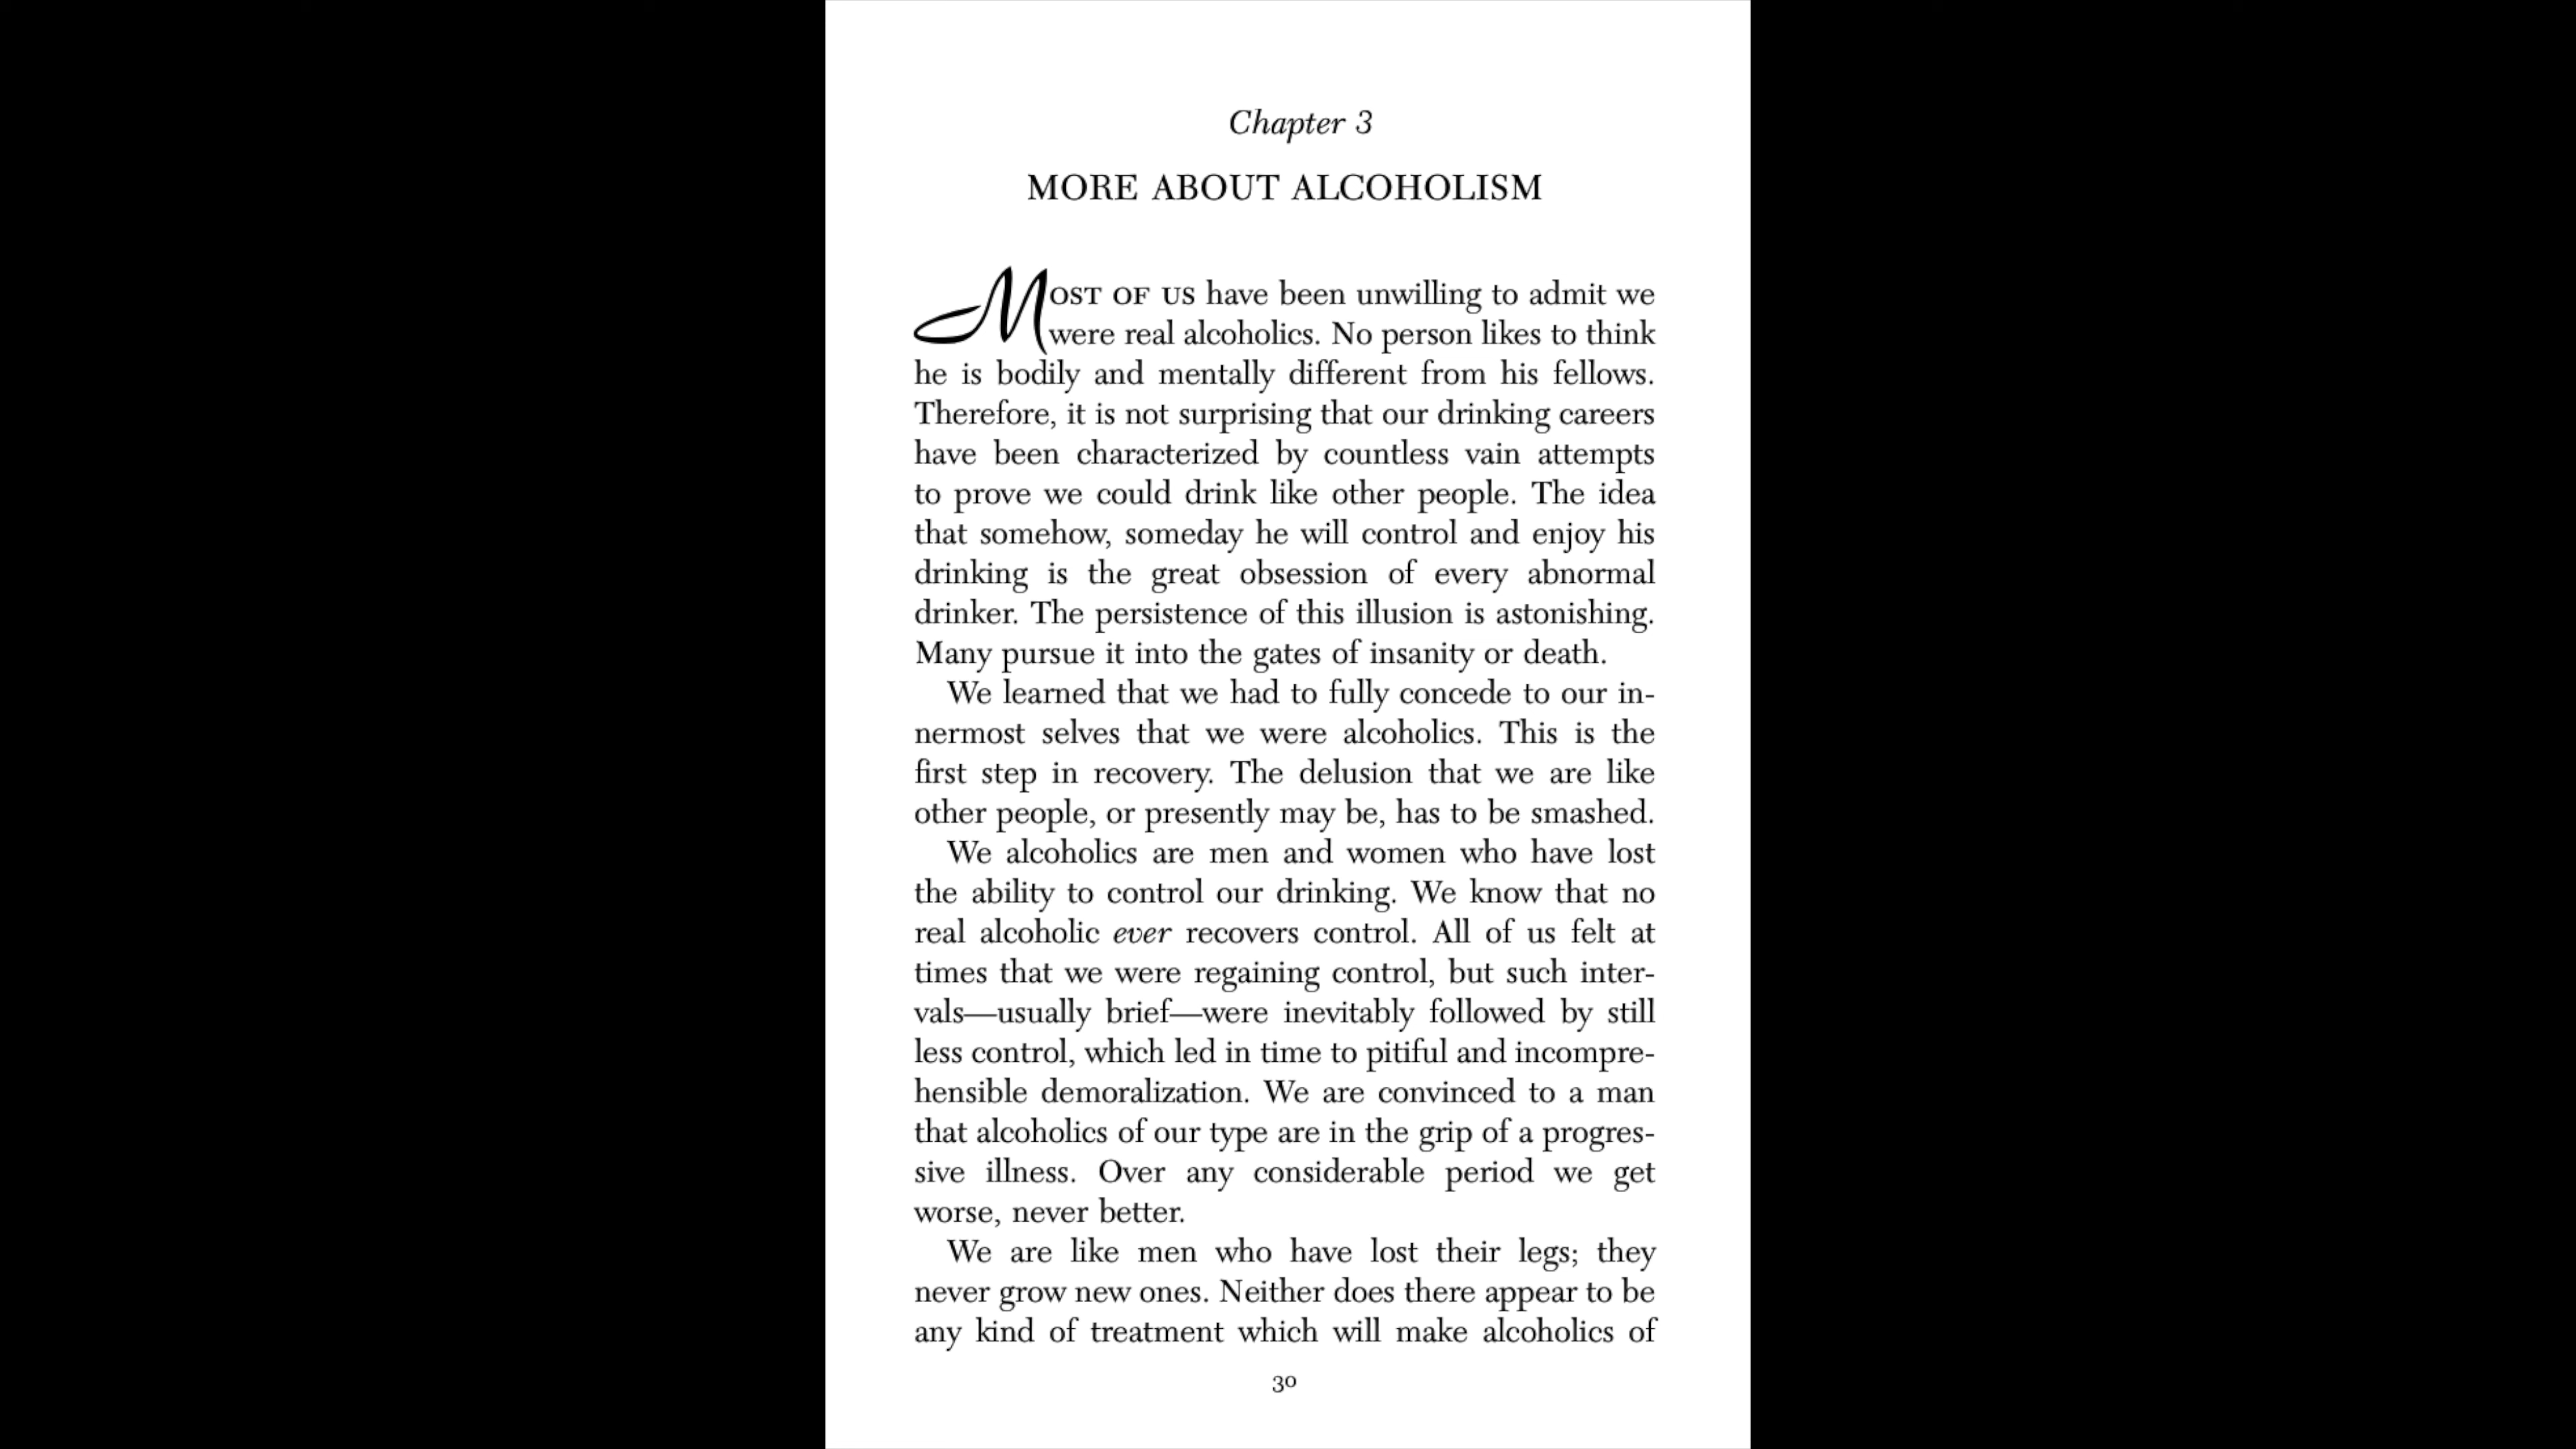 Chapter 3
MORE ABOUT ALCOHOLISM
MOST OF US have been unwilling to admit we
were real alcoholics. No person likes to think
he is bodily and mentally different from his fellows.
Therefore, it is not surprising that our drinking careers
have been characterized by countless vain attempts
to prove we could drink like other people. The idea
that somehow, someday he will control and enjoy his
drinking is the great obsession of every abnormal
drinker. The persistence of this illusion is astonishing.
Many pursue it into the gates of insanity or death.
We learned that we had to fully concede to our in-
nermost selves that we were alcoholics. This is the
first step in recovery. The delusion that we are like
other people, or presently may be, has to be smashed.
We alcoholics are men and women who have lost
the ability to control our drinking. We know that no
real alcoholic ever recovers control. All of us felt at
times that we were regaining control, but such inter-
vals—usually brief—were inevitably followed by still
less control, which led in time to pitiful and incompre-
hensible demoralization. We are convinced to a man
that alcoholics of our type are in the grip of a progres-
sive illness. Over any considerable period we get
worse, never better.
We are like men who have lost their legs; they
never grow new ones. Neither does there appear to be
any kind of treatment which will make alcoholics of
30